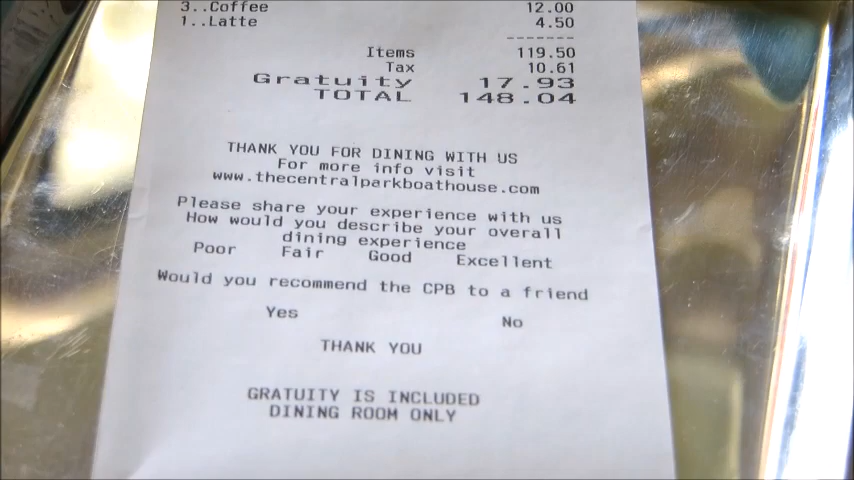 3..Coffee 12.00
1..Latte 4.50
-------
Items 119.50
Tax 10.61
Gratuity 17.93
TOTAL 148.04
THANK YOU FOR DINING WITH US
For more info visit
www.thecentralparkboathouse.com
Please share your experience with us
How would you describe your overall
dining experience
Poor Fair Good Excellent
Would you recommend the CPB to a friend
Yes No
THANK YOU
GRATUITY IS INCLUDED
DINING ROOM ONLY